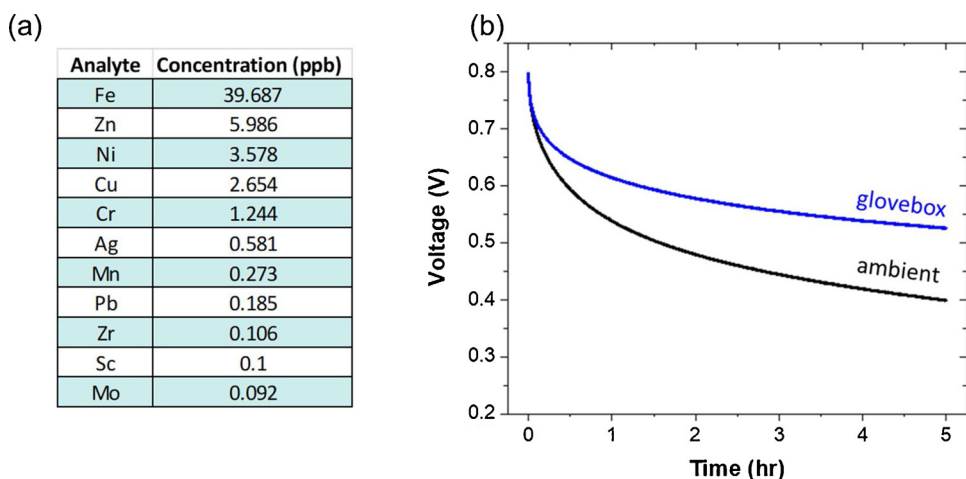 (a)
Analyte Concentration (ppb)
Fe 39.687
Zn 5.986
Ni 3.578
Cu 2.654
Cr 1.244
Ag 0.581
Mn 0.273
Pb 0.185
Zr 0.106
Sc 0.1
Mo 0.092
(b)
0.8
0.7
0.6
0.5
0.4
0.3
0.2
Voltage (V)
glovebox
ambient
0 1 2 3 4 5
Time (hr)